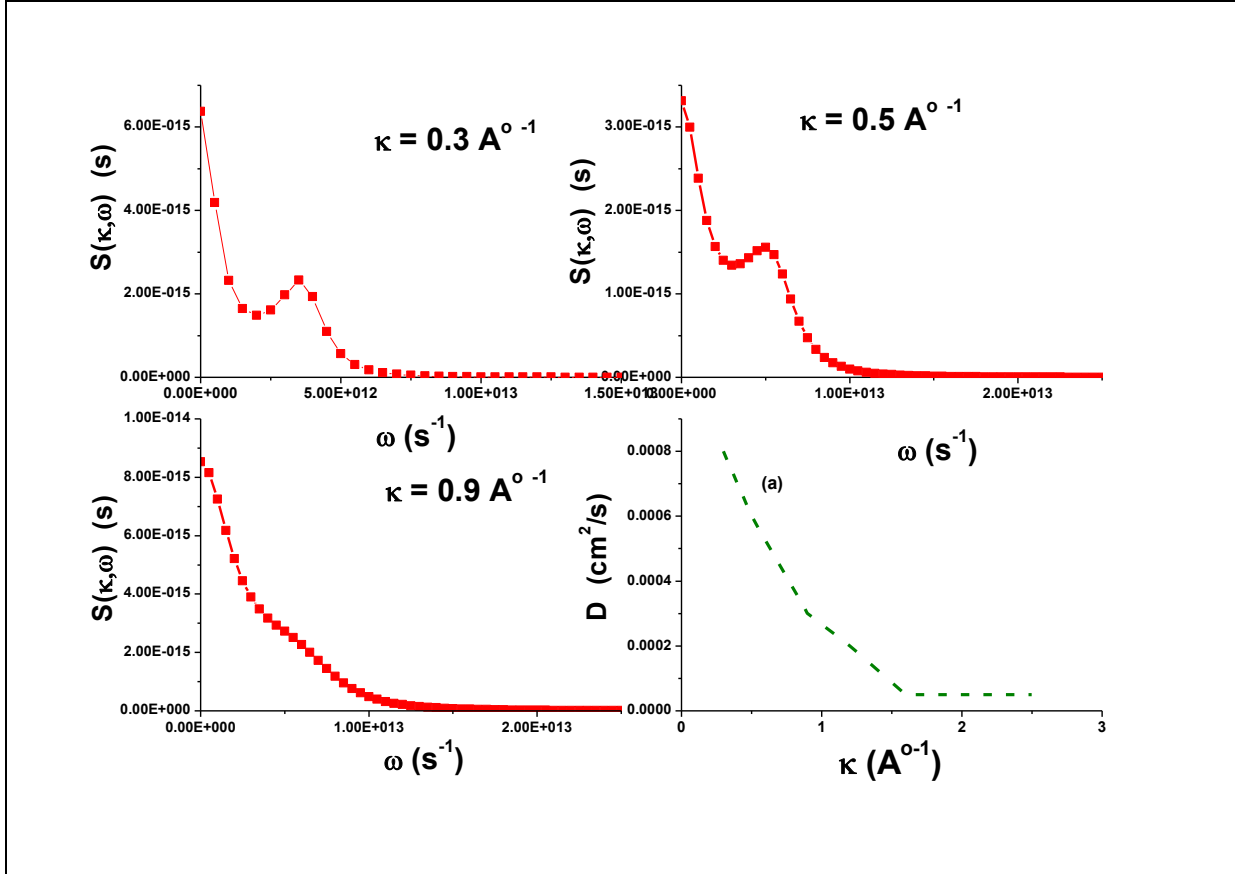 κ = 0.3 A° ⁻¹
S(κ,ω) (s)
6.00E-015
4.00E-015
2.00E-015
0.00E+000
0.00E+000 5.00E+012 1.00E+013
ω (s⁻¹)
κ = 0.5 A° ⁻¹
S(κ,ω) (s)
3.00E-015
2.00E-015
1.00E-015
0.00E+000 1.00E+013 2.00E+013
ω (s⁻¹)
κ = 0.9 A° ⁻¹
S(κ,ω) (s)
1.00E-014
8.00E-015
6.00E-015
4.00E-015
2.00E-015
0.00E+000
0.00E+000 1.00E+013 2.00E+013
ω (s⁻¹)
(a)
D (cm²/s)
0.0008
0.0006
0.0004
0.0002
0.0000
0 1 2 3
κ (A°⁻¹)